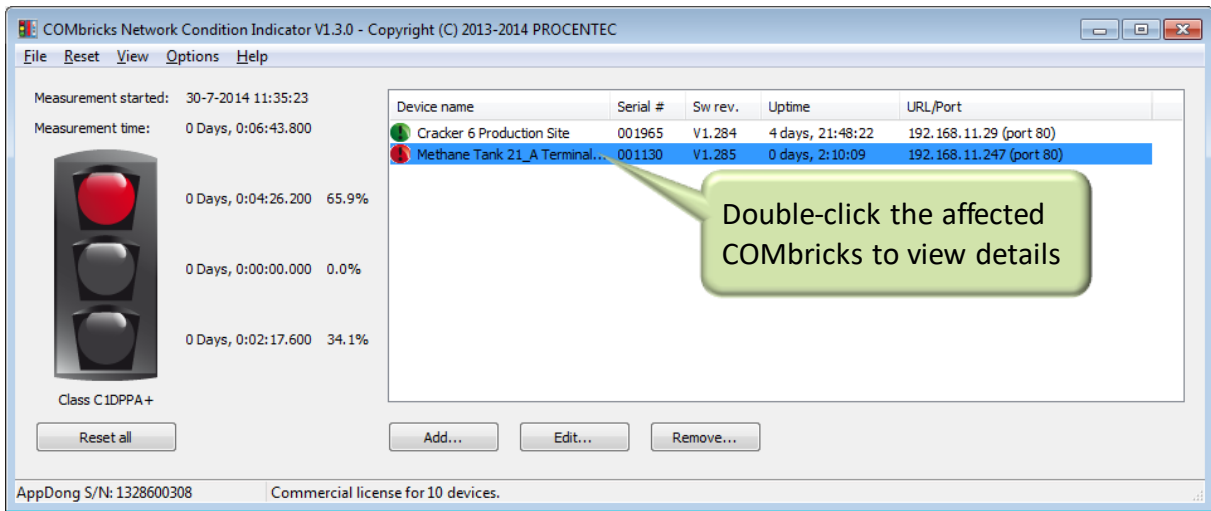 COMbricks Network Condition Indicator V1.3.0 - Copyright (C) 2013-2014 PROCENTEC
File Reset View Options Help
Measurement started: 30-7-2014 11:35:23
Measurement time: 0 Days, 0:06:43.800
0 Days, 0:04:26.200 65.9%
0 Days, 0:00:00.000 0.0%
0 Days, 0:02:17.600 34.1%
Class C1DPPA+
Reset all
Device name Serial # Sw rev. Uptime URL/Port
Cracker 6 Production Site 001965 V1.284 4 days, 21:48:22 192.168.11.29 (port 80)
Methane Tank 21_A Terminal... 001130 V1.285 0 days, 2:10:09 192.168.11.247 (port 80)
Double-click the affected
COMbricks to view details
Add... Edit... Remove...
AppDong S/N: 1328600308 Commercial license for 10 devices.